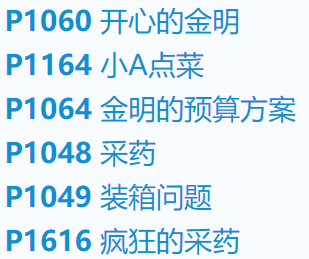 P1060 开心的金明
P1164 小A点菜
P1064 金明的预算方案
P1048 采药
P1049 装箱问题
P1616 疯狂的采药